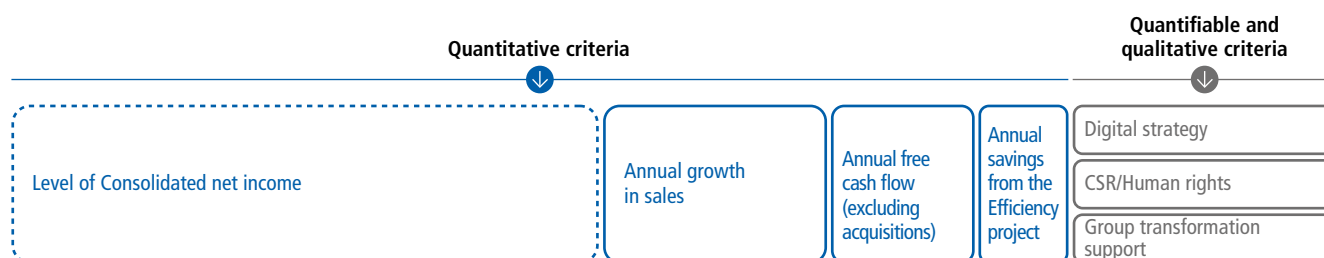 Quantitative criteria
Quantifiable and
qualitative criteria
Level of Consolidated net income
Annual growth
in sales
Annual free
cash flow
(excluding
acquisitions)
Annual
savings
from the
Efficiency
project
Digital strategy
CSR/Human rights
Group transformation
support